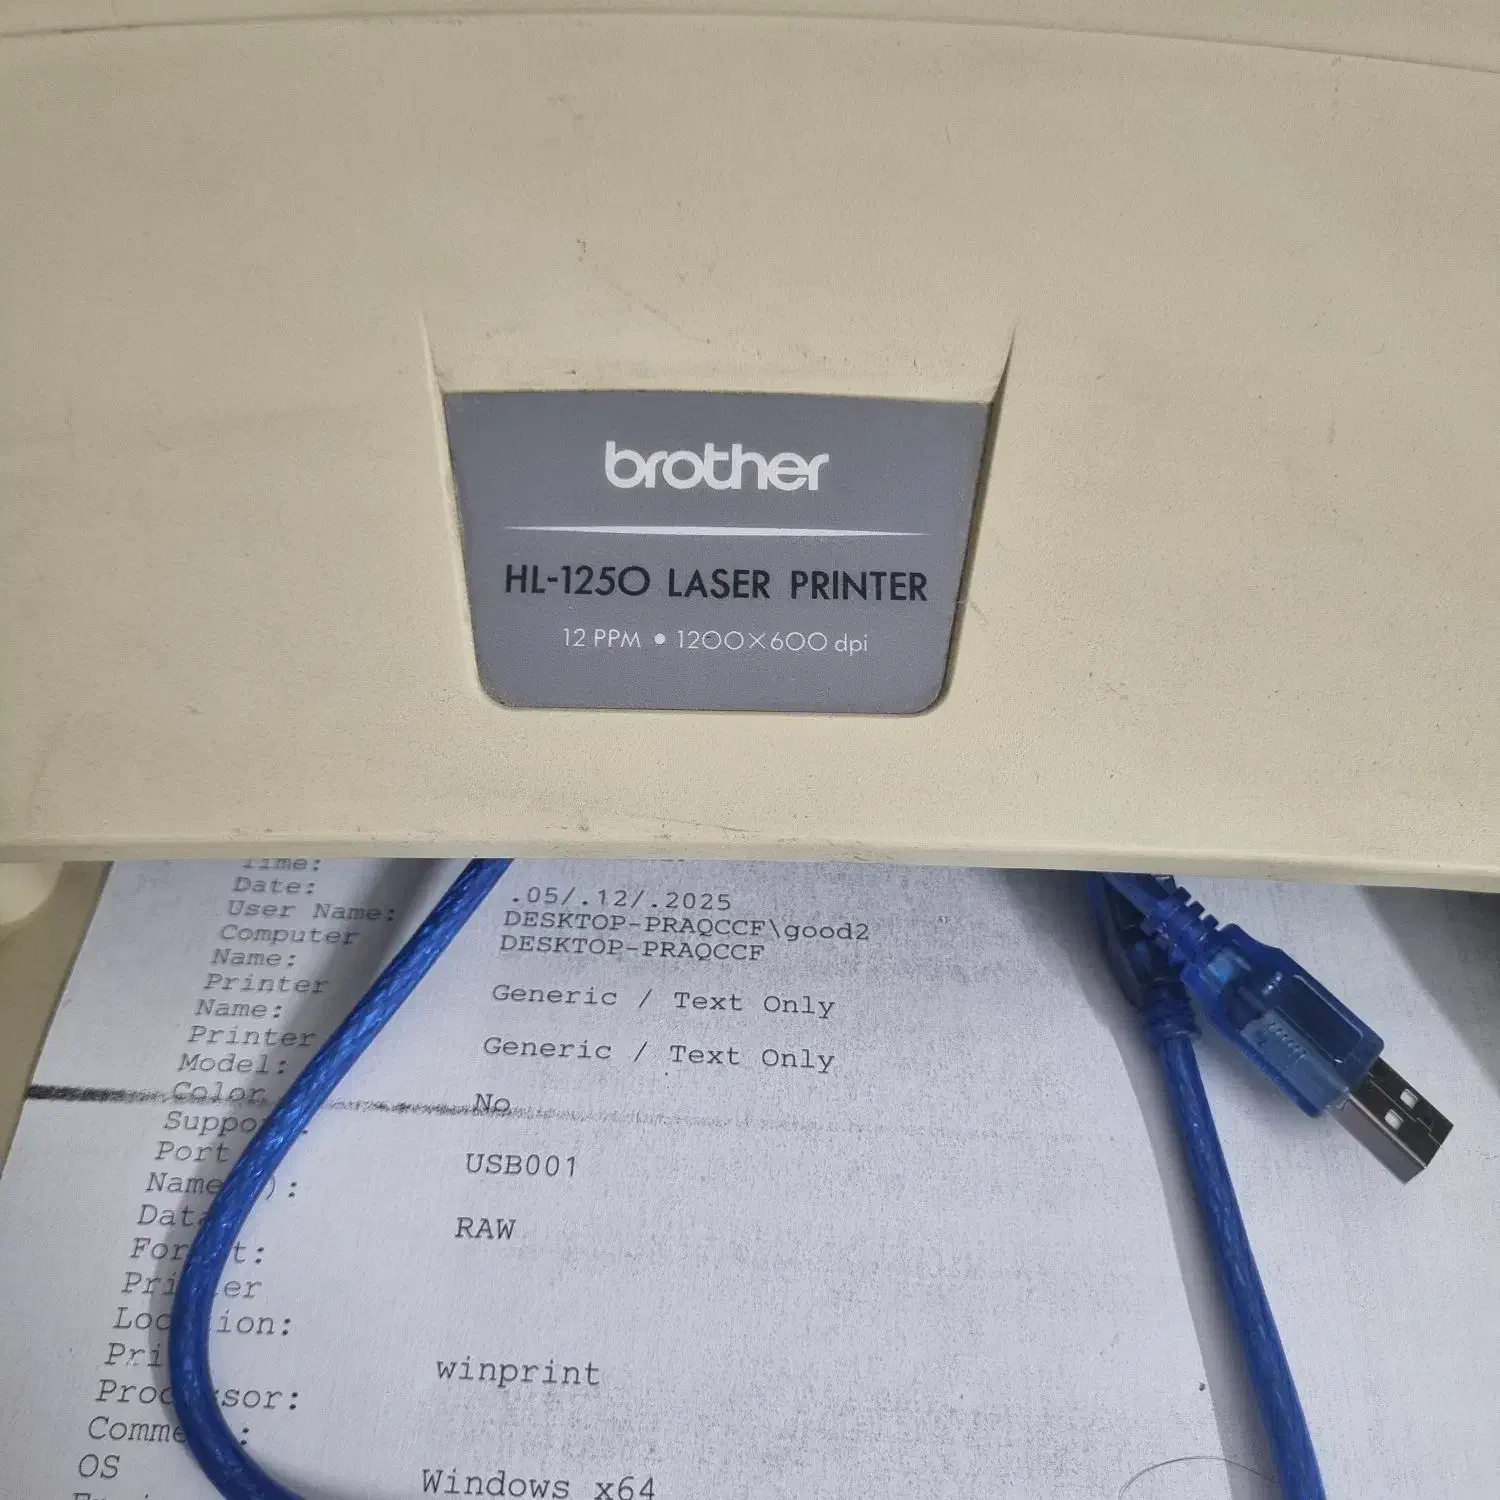 brother
HL-1250 LASER PRINTER
12 PPM • 1200×600 dpi
Time:
Date: .05/.12/.2025
User Name: DESKTOP-PRAQCCF\good2
Computer DESKTOP-PRAQCCF
Name:
Printer Generic / Text Only
Name:
Printer Generic / Text Only
Model:
Color No
Port USB001
RAW
winprint
OS
Windows x64